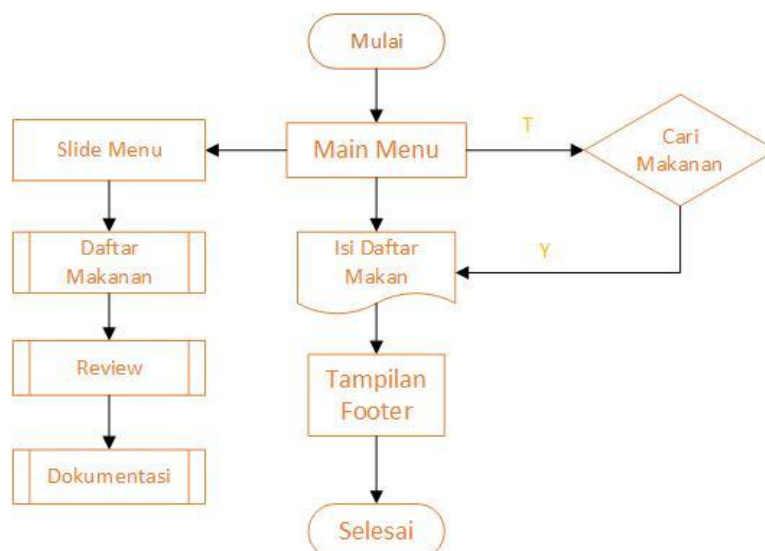 Mulai
Slide Menu
Main Menu
T
Cari
Makanan
Daftar
Makanan
Isi Daftar
Makan
Y
Review
Tampilan
Footer
Dokumentasi
Selesai